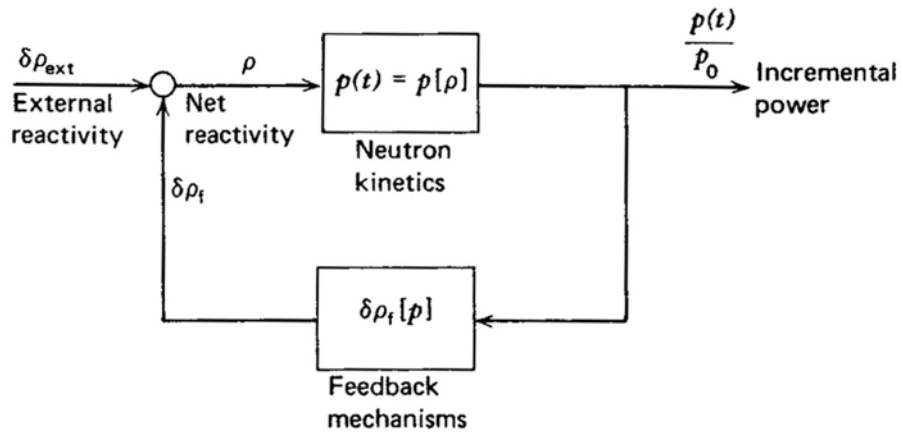 δρext
External
reactivity
ρ
Net
reactivity
p(t) = p[ρ]
Neutron
kinetics
p(t)
p0
Incremental
power
δρf
δρf[p]
Feedback
mechanisms